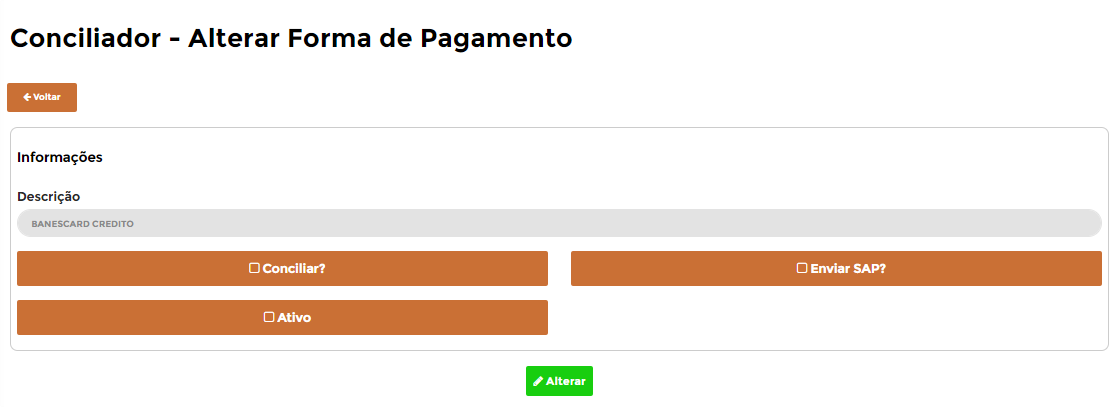 Conciliador - Alterar Forma de Pagamento
Voltar
Informações
Descrição
BANESCARD CREDITO
Conciliar? Enviar SAP?
Ativo
Alterar